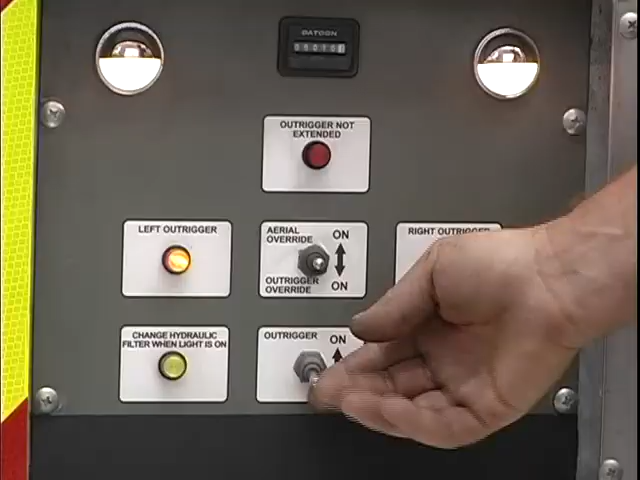 DATCON
OUTRIGGER NOT
EXTENDED
LEFT OUTRIGGER
AERIAL
OVERRIDE
ON
OUTRIGGER
OVERRIDE
ON
RIGHT OUTRIGGER
CHANGE HYDRAULIC
FILTER WHEN LIGHT IS ON
OUTRIGGER
ON